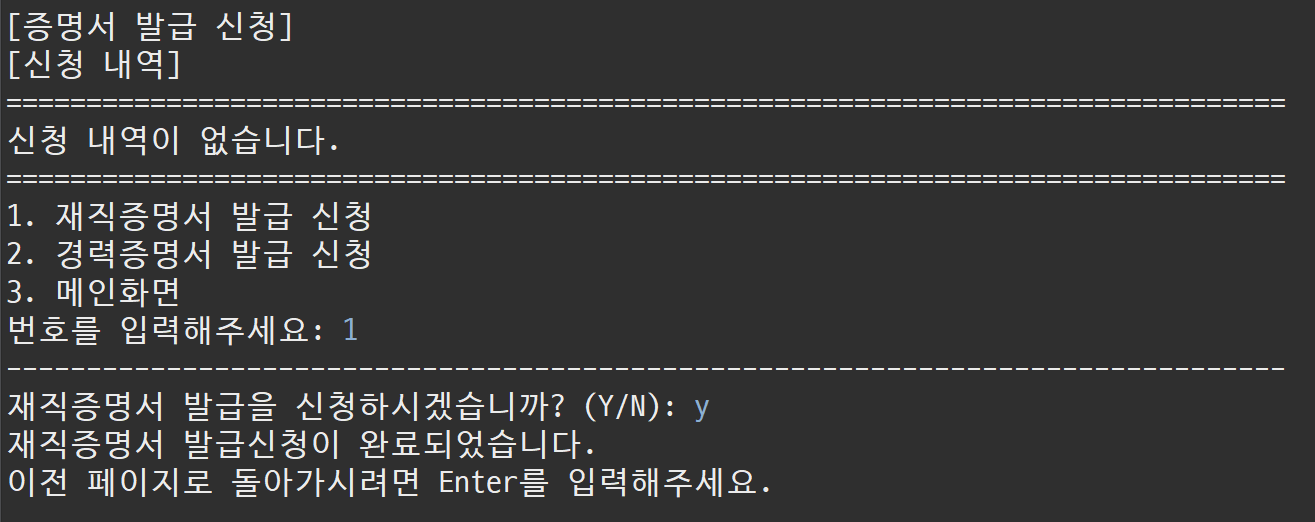 [증명서 발급 신청]
[신청 내역]
================================================================================
신청 내역이 없습니다.
================================================================================
1. 재직증명서 발급 신청
2. 경력증명서 발급 신청
3. 메인화면
번호를 입력해주세요: 1
--------------------------------------------------------------------------------
재직증명서 발급을 신청하시겠습니까? (Y/N): y
재직증명서 발급신청이 완료되었습니다.
이전 페이지로 돌아가시려면 Enter를 입력해주세요.